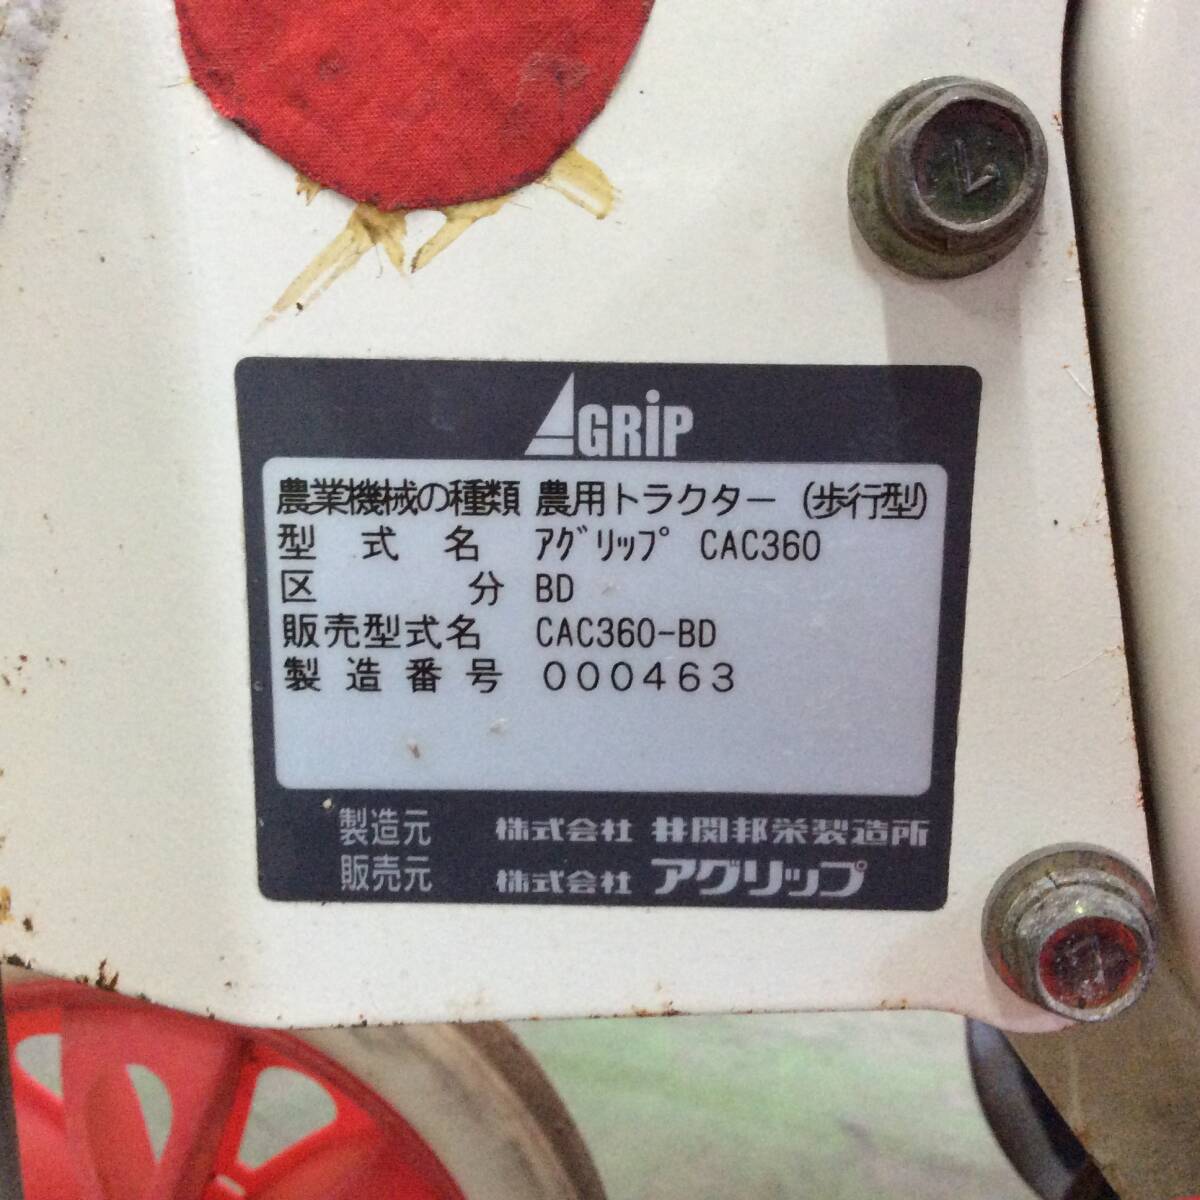 AGRiP
農業機械の種類 農用トラクター (歩行型)
型式名 アグリップ CAC360
区分 BD
販売型式名 CAC360-BD
製造番号 000463
製造元 株式会社 井関邦栄製造所
販売元 株式会社 アグリップ
7
7